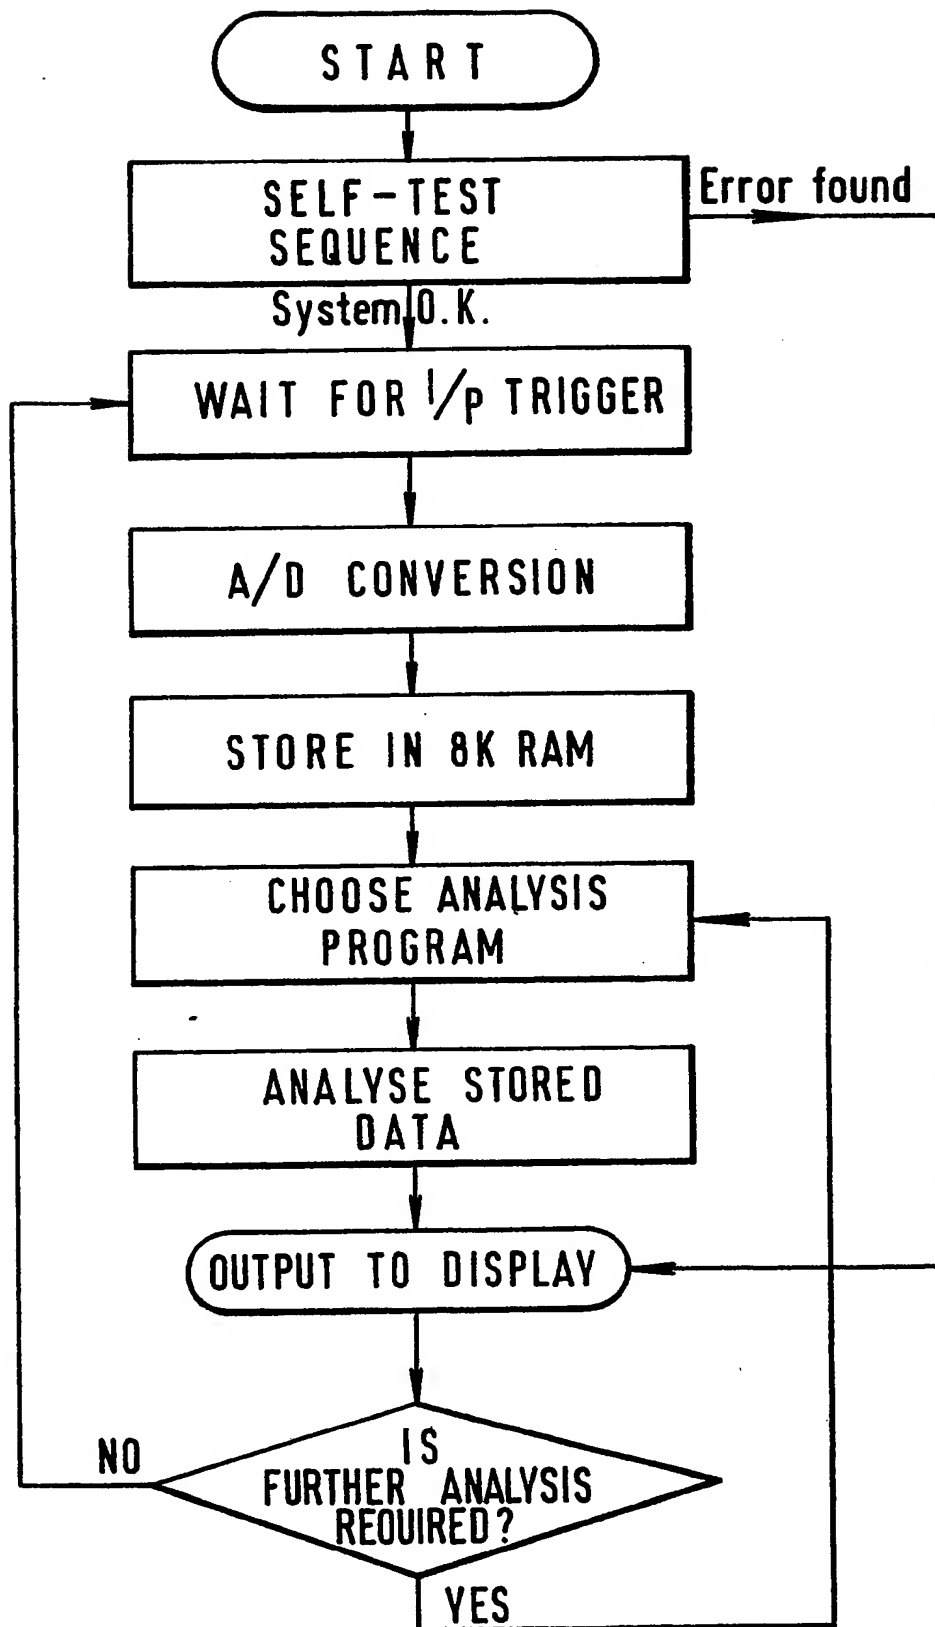 START
SELF-TEST
SEQUENCE
Error found
System O.K.
WAIT FOR I/P TRIGGER
A/D CONVERSION
STORE IN 8K RAM
CHOOSE ANALYSIS
PROGRAM
ANALYSE STORED
DATA
OUTPUT TO DISPLAY
IS
FURTHER ANALYSIS
REQUIRED?
NO
YES